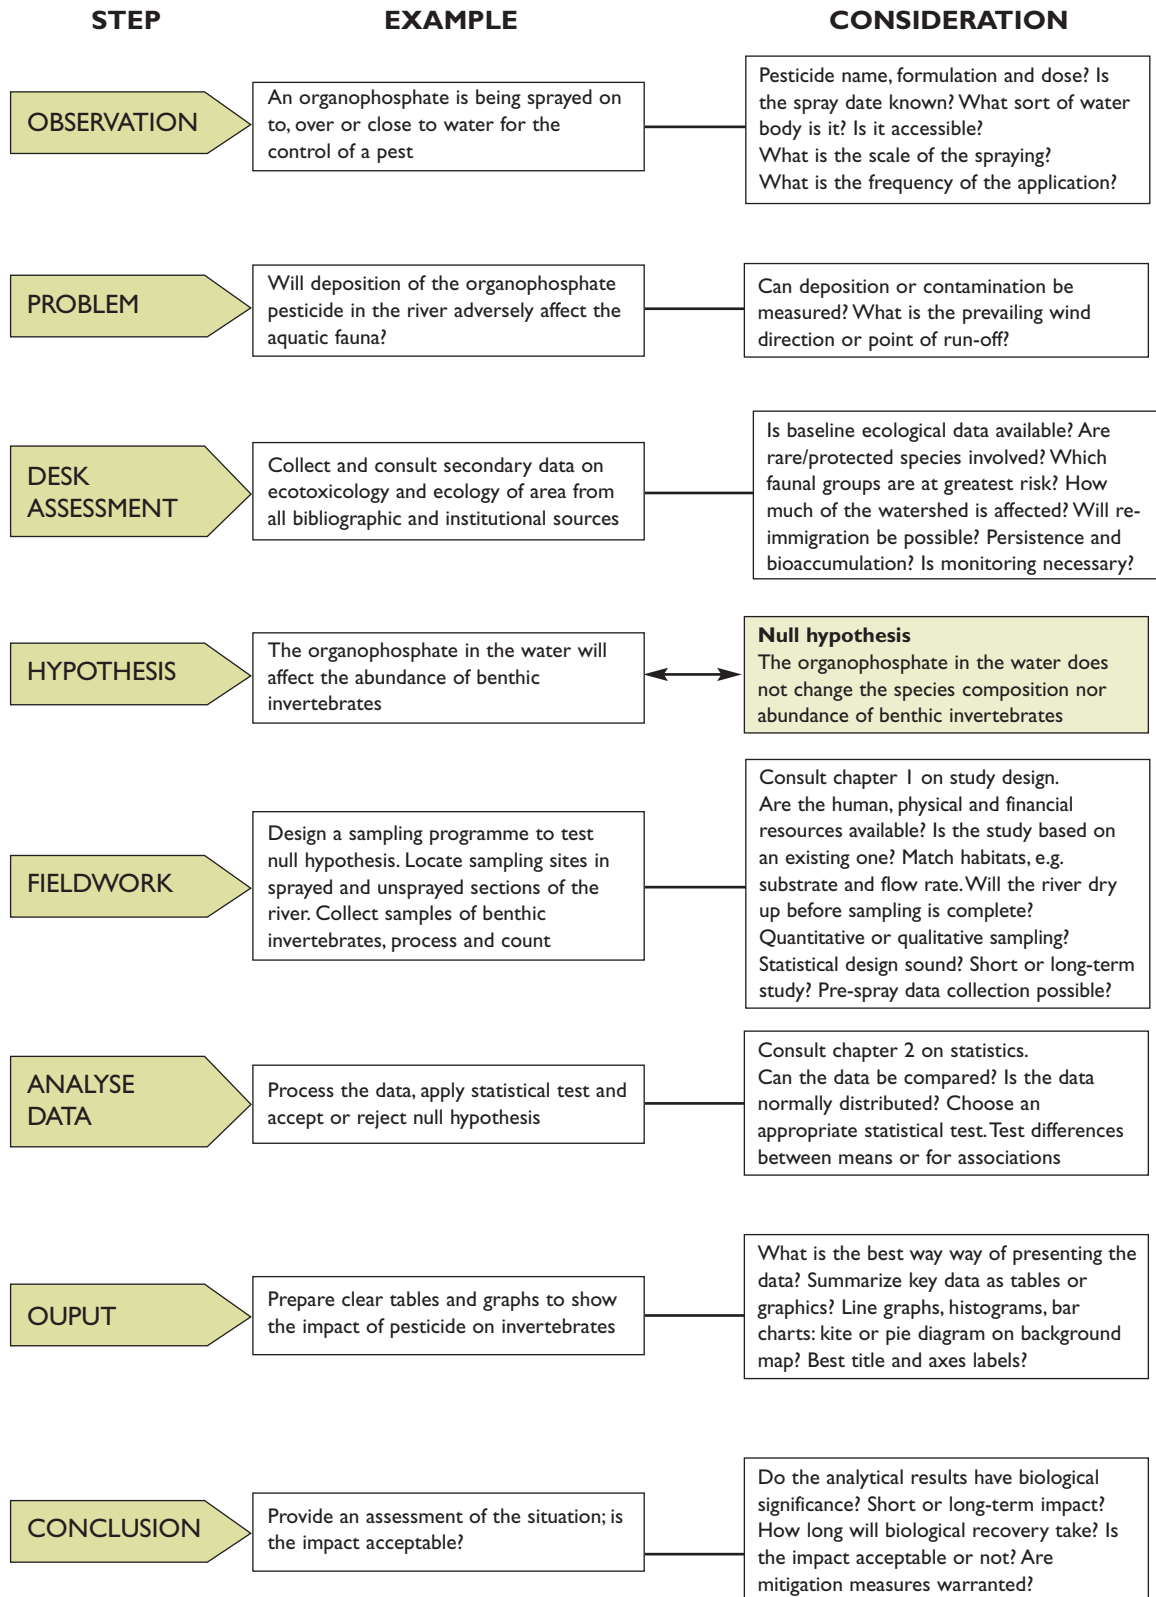 STEP EXAMPLE CONSIDERATION
OBSERVATION
An organophosphate is being sprayed on
to, over or close to water for the
control of a pest
Pesticide name, formulation and dose? Is
the spray date known? What sort of water
body is it? Is it accessible?
What is the scale of the spraying?
What is the frequency of the application?
PROBLEM
Will deposition of the organophosphate
pesticide in the river adversely affect the
aquatic fauna?
Can deposition or contamination be
measured? What is the prevailing wind
direction or point of run-off?
DESK
ASSESSMENT
Collect and consult secondary data on
ecotoxicology and ecology of area from
all bibliographic and institutional sources
Is baseline ecological data available? Are
rare/protected species involved? Which
faunal groups are at greatest risk? How
much of the watershed is affected? Will re-
immigration be possible? Persistence and
bioaccumulation? Is monitoring necessary?
HYPOTHESIS
The organophosphate in the water will
affect the abundance of benthic
invertebrates
Null hypothesis
The organophosphate in the water does
not change the species composition nor
abundance of benthic invertebrates
FIELDWORK
Design a sampling programme to test
null hypothesis. Locate sampling sites in
sprayed and unsprayed sections of the
river. Collect samples of benthic
invertebrates, process and count
Consult chapter 1 on study design.
Are the human, physical and financial
resources available? Is the study based on
an existing one? Match habitats, e.g.
substrate and flow rate. Will the river dry
up before sampling is complete?
Quantitative or qualitative sampling?
Statistical design sound? Short or long-term
study? Pre-spray data collection possible?
ANALYSE
DATA
Process the data, apply statistical test and
accept or reject null hypothesis
Consult chapter 2 on statistics.
Can the data be compared? Is the data
normally distributed? Choose an
appropriate statistical test. Test differences
between means or for associations
OUPUT
Prepare clear tables and graphs to show
the impact of pesticide on invertebrates
What is the best way way of presenting the
data? Summarize key data as tables or
graphics? Line graphs, histograms, bar
charts: kite or pie diagram on background
map? Best title and axes labels?
CONCLUSION
Provide an assessment of the situation; is
the impact acceptable?
Do the analytical results have biological
significance? Short or long-term impact?
How long will biological recovery take? Is
the impact acceptable or not? Are
mitigation measures warranted?